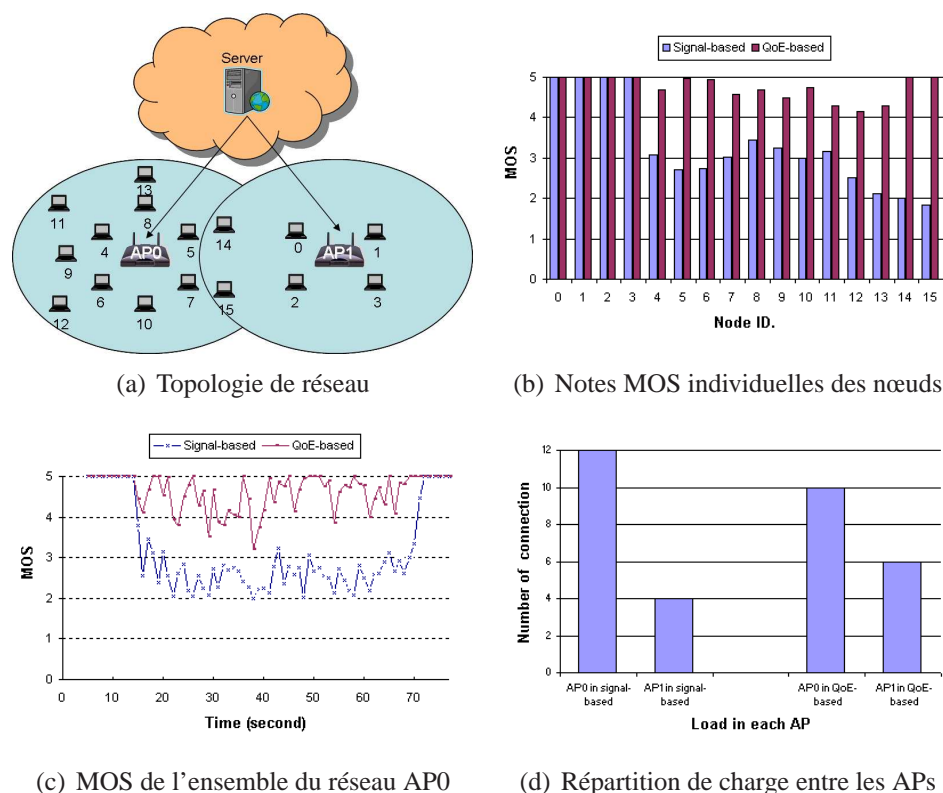 Server
13
11
8
14
0
1
4
AP0
5
AP1
9
6
7
2
3
12
10
15
(a) Topologie de réseau
Signal-based QoE-based
5
4
3
2
1
0
MOS
0 1 2 3 4 5 6 7 8 9 10 11 12 13 14 15
Node ID.
(b) Notes MOS individuelles des nœuds
Signal-based QoE-based
5
4
3
2
1
0
MOS
0 10 20 30 40 50 60 70
Time (second)
(c) MOS de l'ensemble du réseau AP0
12
10
8
6
4
2
0
Number of connection
AP0 in signal- AP1 in signal- AP0 in QoE- AP1 in QoE-
based based based based
Load in each AP
(d) Répartition de charge entre les APs